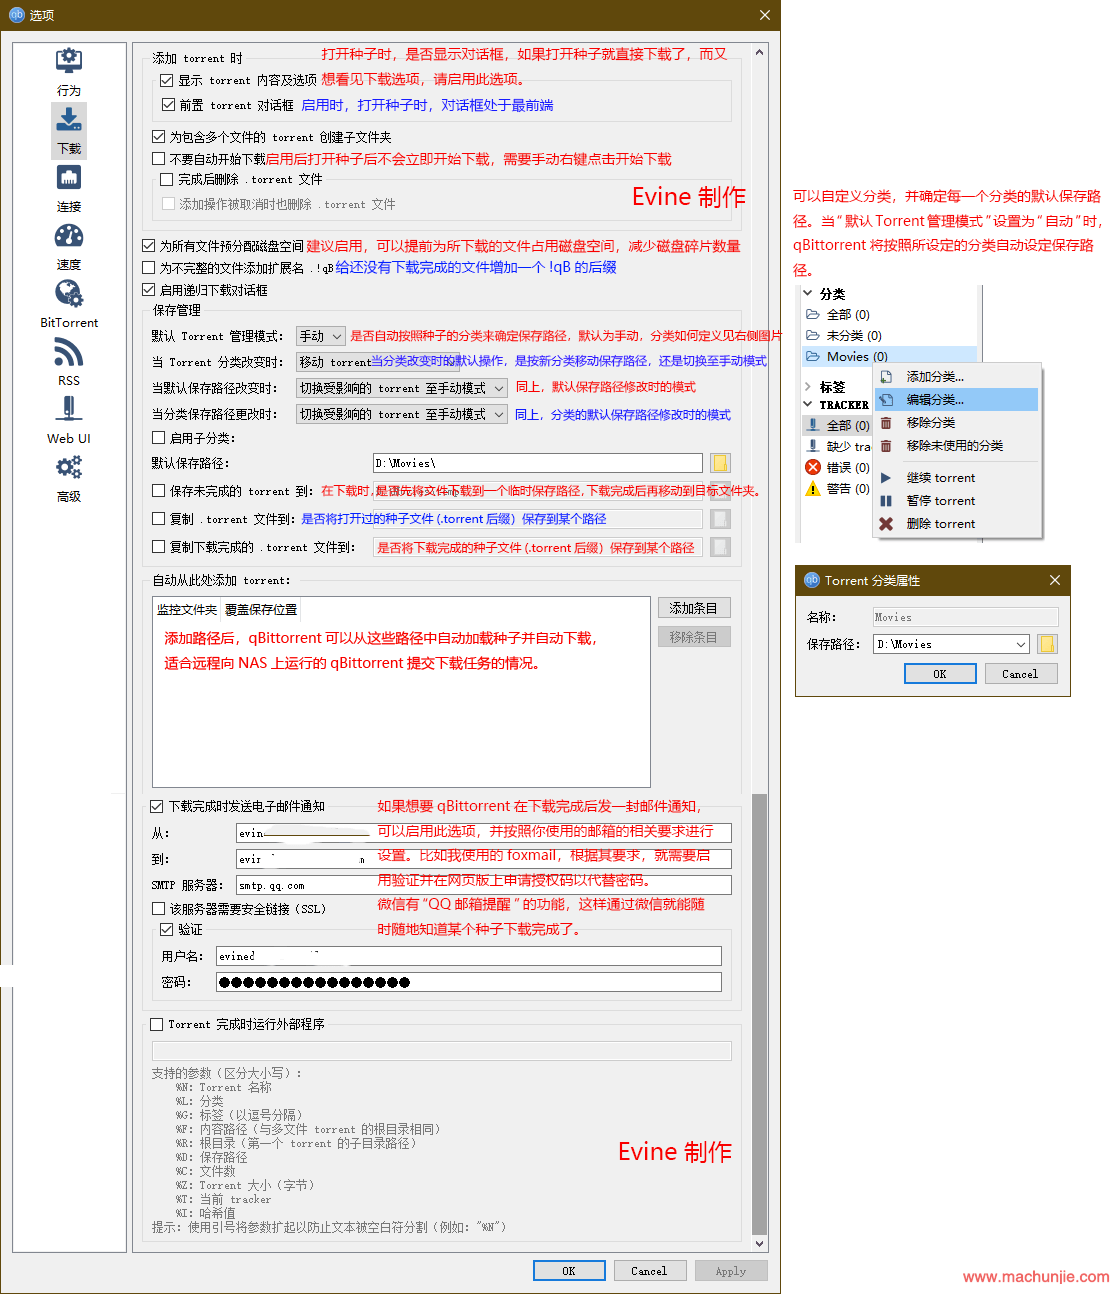 选项
行为
下载
连接
速度
BitTorrent
RSS
Web UI
高级
添加 torrent 时
打开种子时，是否显示对话框，如果打开种子就直接下载了，而又
显示 torrent 内容及选项 想看见下载选项，请启用此选项。
前置 torrent 对话框 启用时，打开种子时，对话框处于最前端
为包含多个文件的 torrent 创建子文件夹
不要自动开始下载启用后打开种子后不会立即开始下载，需要手动右键点击开始下载
完成后删除 .torrent 文件
添加操作被取消时也删除 .torrent 文件
Evine 制作
为所有文件预分配磁盘空间 建议启用，可以提前为所下载的文件占用磁盘空间，减少磁盘碎片数量
为不完整的文件添加扩展名 .!qB 给还没有下载完成的文件增加一个 !qB 的后缀
启用递归下载对话框
保存管理
默认 Torrent 管理模式： 手动 是否自动按照种子的分类来确定保存路径，默认为手动，分类如何定义见右侧图片
当 Torrent 分类改变时： 移动 torrent 当分类改变时的默认操作，是按新分类移动保存路径，还是切换至手动模式
当默认保存路径改变时： 切换受影响的 torrent 至手动模式 同上，默认保存路径修改时的模式
当分类保存路径更改时： 切换受影响的 torrent 至手动模式 同上，分类的默认保存路径修改时的模式
启用子分类：
默认保存路径： D:\Movies\
保存未完成的 torrent 到： 在下载时，是否先将文件下载到一个临时保存路径，下载完成后再移动到目标文件夹。
复制 .torrent 文件到： 是否将打开过的种子文件 (.torrent 后缀）保存到某个路径
复制下载完成的 .torrent 文件到： 是否将下载完成的种子文件 (.torrent 后缀）保存到某个路径
自动从此处添加 torrent：
监控文件夹 覆盖保存位置
添加条目
移除条目
添加路径后，qBittorrent 可以从这些路径中自动加载种子并自动下载，
适合远程向 NAS 上运行的 qBittorrent 提交下载任务的情况。
下载完成时发送电子邮件通知 如果想要 qBittorrent 在下载完成后发一封邮件通知，
从： evin 可以启用此选项，并按照你使用的邮箱的相关要求进行
到： evin 设置。比如我使用的 foxmail，根据其要求，就需要启
SMTP 服务器： smtp.qq.com 用验证并在网页版上申请授权码以代替密码。
该服务器需要安全链接（SSL） 微信有“QQ 邮箱提醒 ”的功能，这样通过微信就能随
验证 时随地知道某个种子下载完成了。
用户名： evined
密码： ●●●●●●●●●●●●●●●●
Torrent 完成时运行外部程序
支持的参数（区分大小写）：
%N：Torrent 名称
%L：分类
%G：标签（以逗号分隔）
%F：内容路径（与多文件 torrent 的根目录相同）
%R：根目录（第一个 torrent 的子目录路径）
%D：保存路径
%C：文件数
%Z：Torrent 大小（字节）
%T：当前 tracker
%I：哈希值
提示：使用引号将参数扩起以防止文本被空白符分割（例如："%N"）
Evine 制作
OK Cancel Apply
可以自定义分类，并确定每一个分类的默认保存路
径。当“默认 Torrent 管理模式 ”设置为“自动”时，
qBittorrent 将按照所设定的分类自动设定保存路
径。
分类
全部 (0)
未分类 (0)
Movies (0)
标签
TRACKER
全部 (0)
缺少 tra
错误 (0)
警告 (0)
添加分类...
编辑分类...
移除分类
移除未使用的分类
继续 torrent
暂停 torrent
删除 torrent
Torrent 分类属性
名称： Movies
保存路径： D:\Movies
OK Cancel
www.machunjie.com